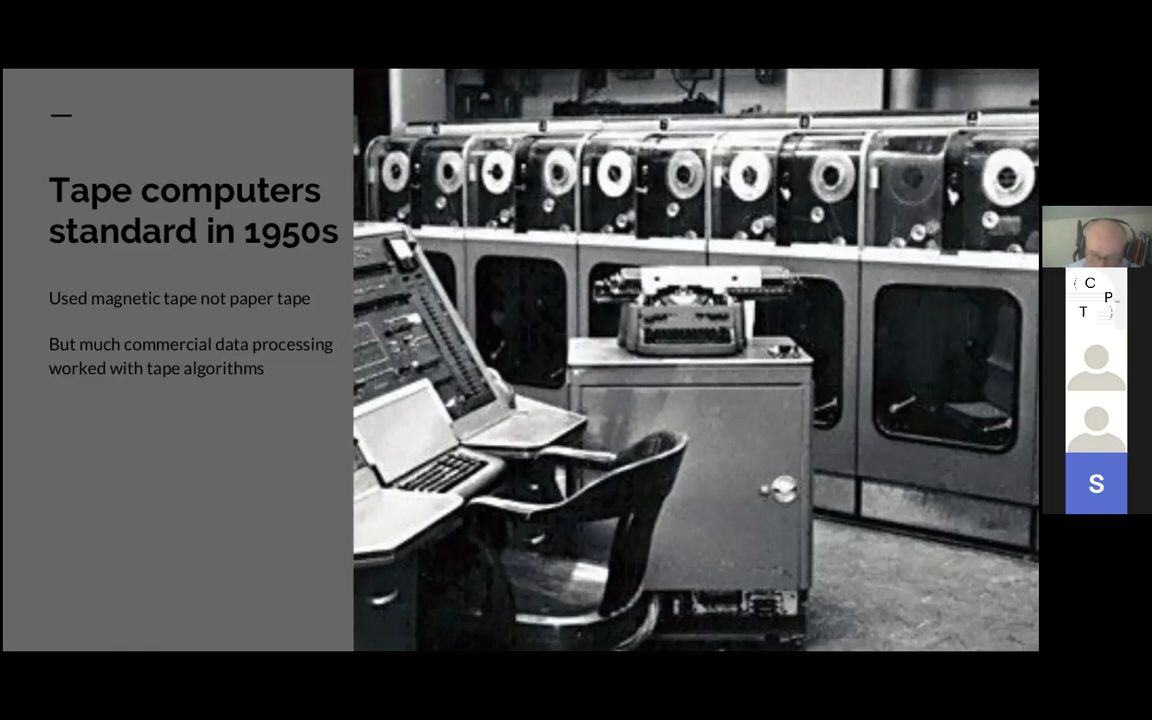 Tape computers
standard in 1950s
Used magnetic tape not paper tape
But much commercial data processing
worked with tape algorithms
C
P
T
S